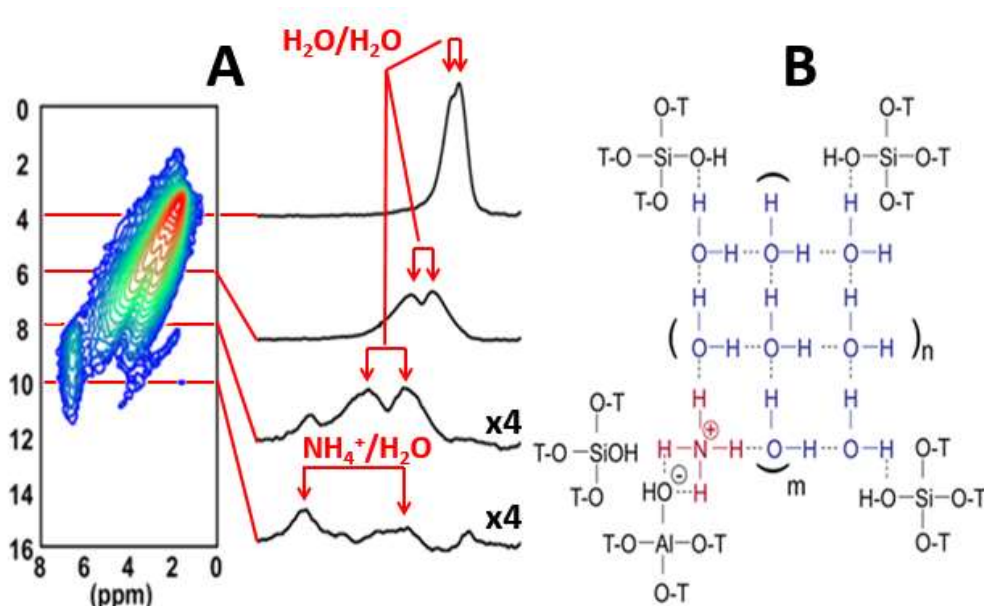 H₂O/H₂O
A
B
0
2
4
6
8
10
12
14
16
8 6 4 2 0
(ppm)
x4
NH₄⁺/H₂O
x4
O-T
O-T
T-O-Si-O-H
H-O-Si-O-T
T-O
O-T
H H H
O-H O-H O-H
H H H
( O-H O-H O-H )n
H H H
O-T
T-O-SiOH
H-N-H O-H O-H
⊕
⊖
m
T-O
HO H
H-O-Si-O-T
O-T
O-T
T-O-Al-O-T
O-T